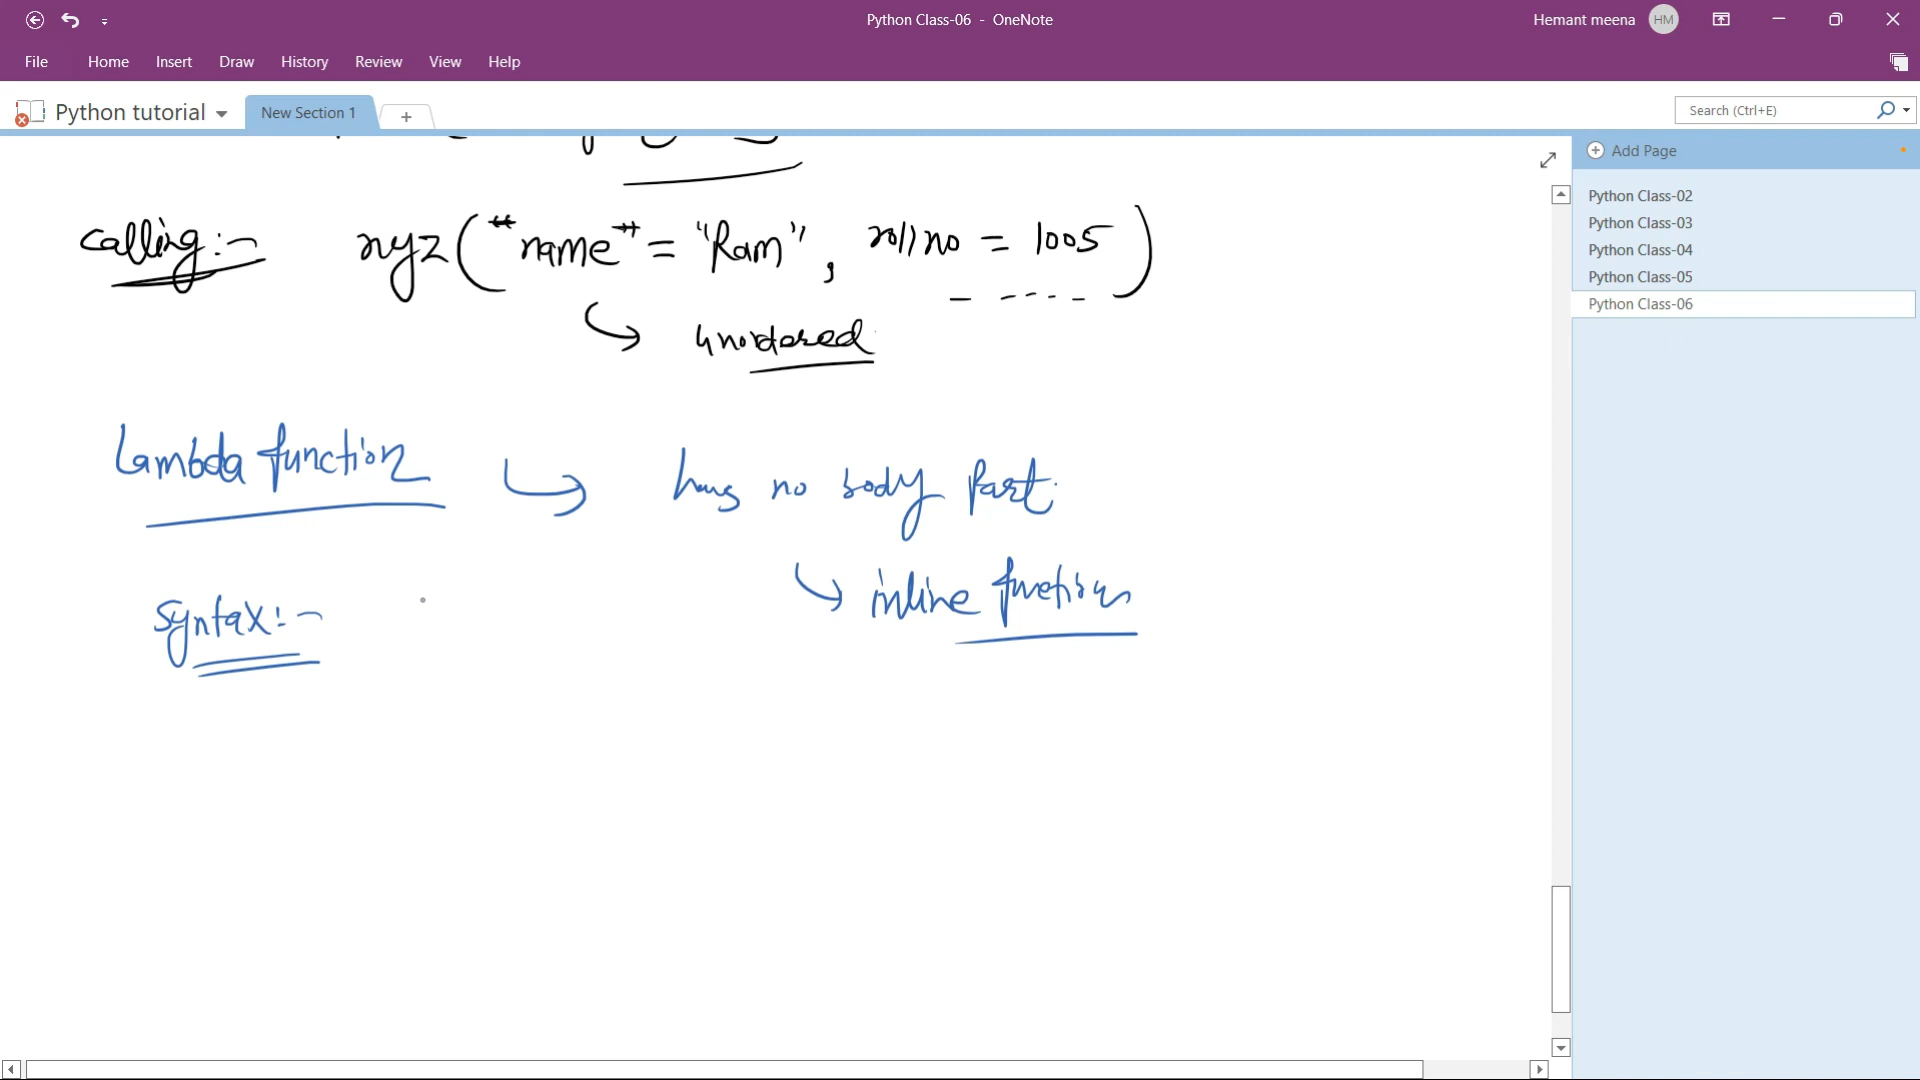 Python Class-06 - OneNote
Hemant meena HM
File Home Insert Draw History Review View Help
Python tutorial New Section 1 +
Search (Ctrl+E)
Add Page
Python Class-02
Python Class-03
Python Class-04
Python Class-05
Python Class-06
calling:- xyz( name = "Ram", roll no = 1005 )
unordered
Lambda function has no body Part
inline function
syntax:-